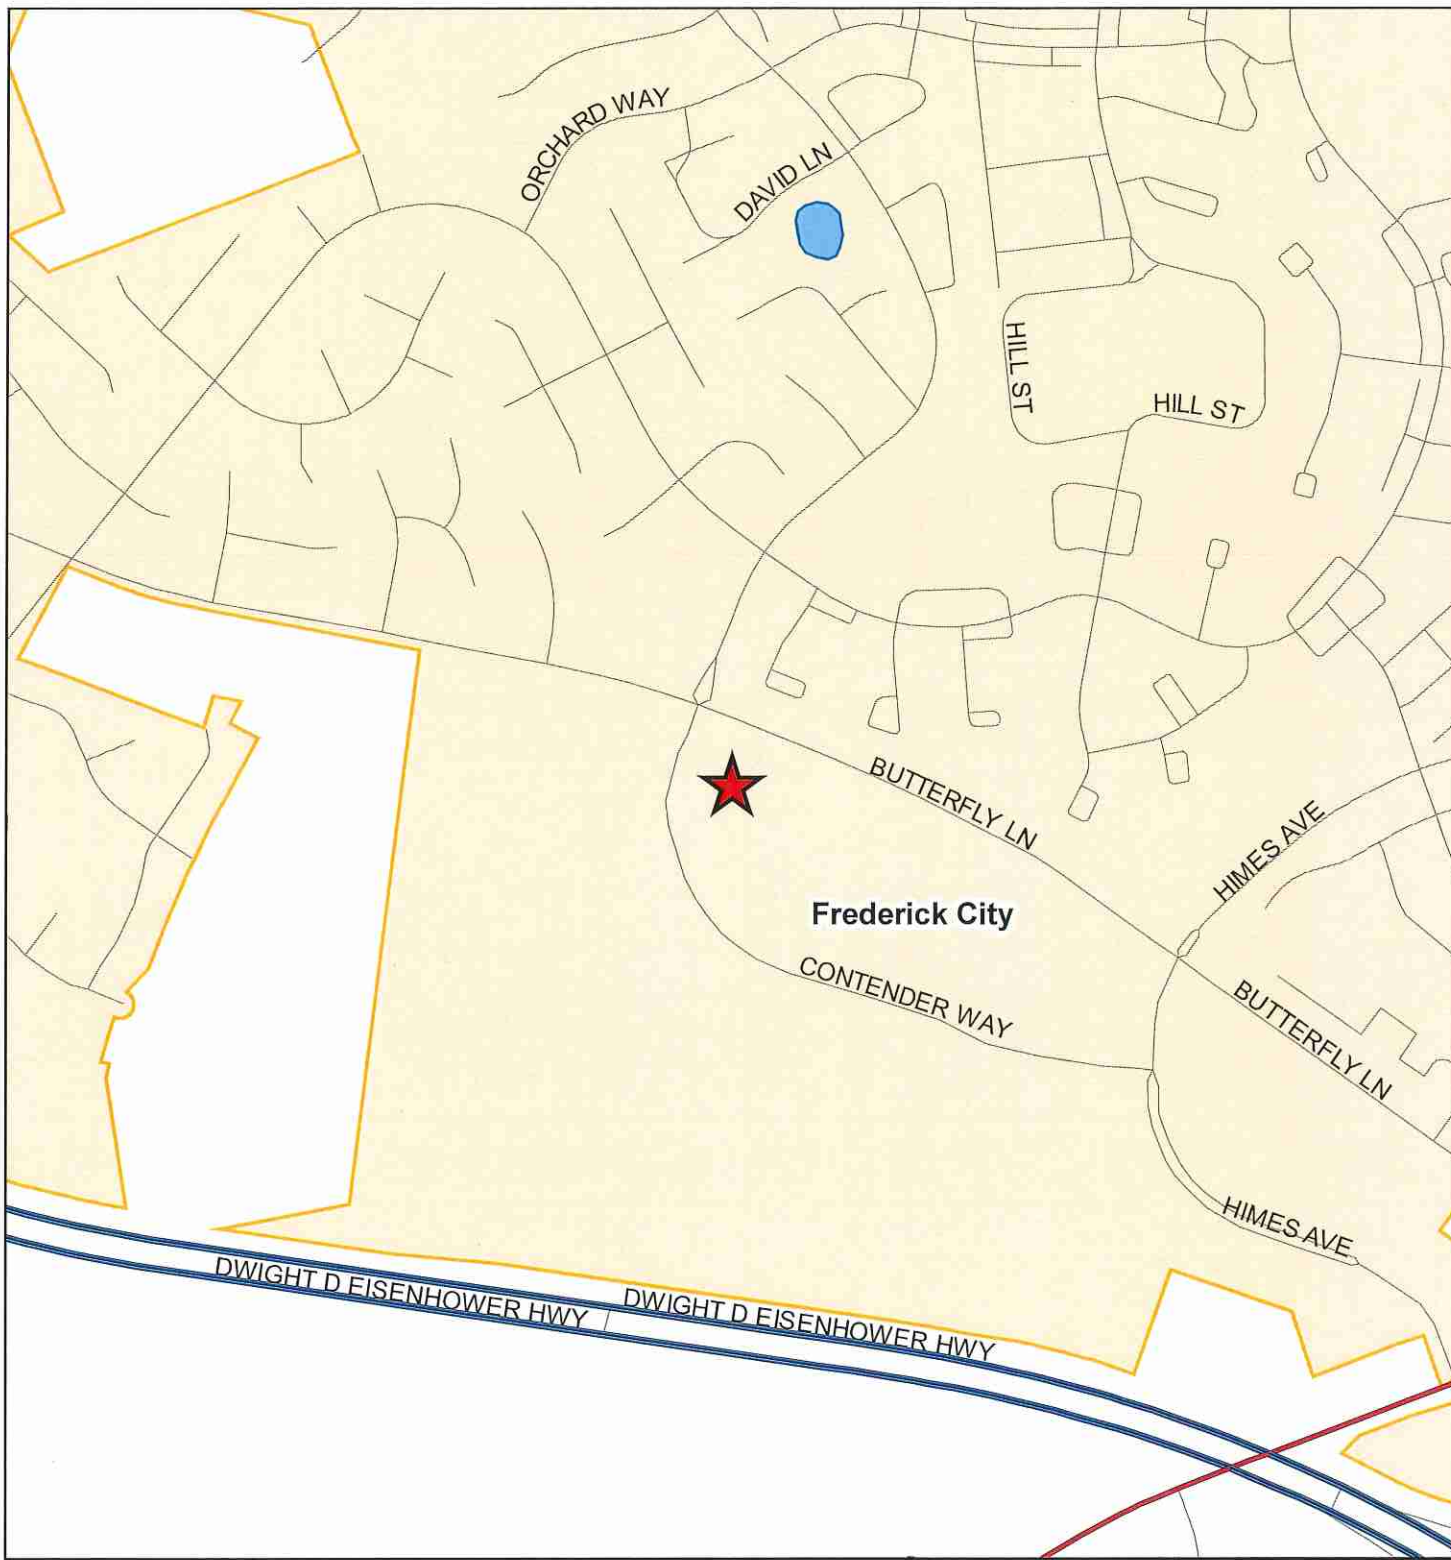 ORCHARD WAY
DAVID LN
HILL ST
HILL ST
BUTTERFLY LN
HIMES AVE
Frederick City
CONTENDER WAY
BUTTERFLY LN
HIMES AVE
DWIGHT D EISENHOWER HWY
DWIGHT D EISENHOWER HWY